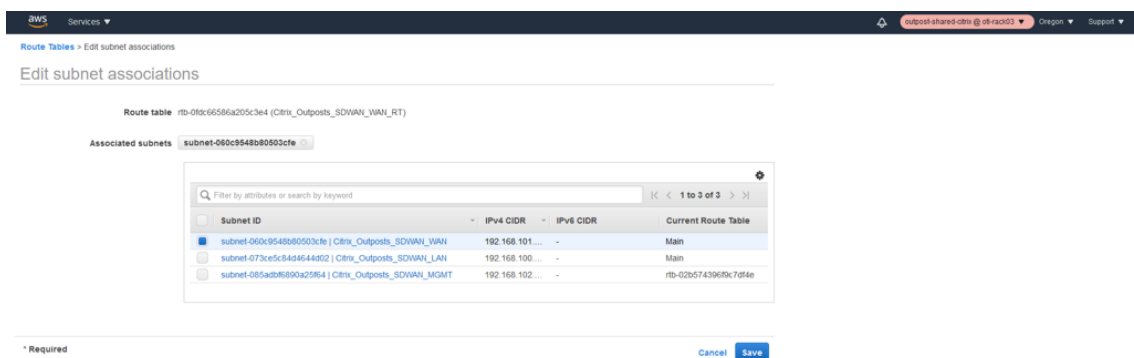 aws Services outpost-shared-citrix @ otl-rack03 Oregon Support
Route Tables > Edit subnet associations
Edit subnet associations
Route table rtb-0fdc66586a205c3e4 (Citrix_Outposts_SDWAN_WAN_RT)
Associated subnets subnet-060c9548b80503cfe
Filter by attributes or search by keyword 1 to 3 of 3
Subnet ID IPv4 CIDR IPv6 CIDR Current Route Table
subnet-060c9548b80503cfe | Citrix_Outposts_SDWAN_WAN 192.168.101.... - Main
subnet-073ce5c84d4644d02 | Citrix_Outposts_SDWAN_LAN 192.168.100.... - Main
subnet-085adbf6890a25f64 | Citrix_Outposts_SDWAN_MGMT 192.168.102.... - rtb-02b574396f9c7df4e
* Required Cancel Save